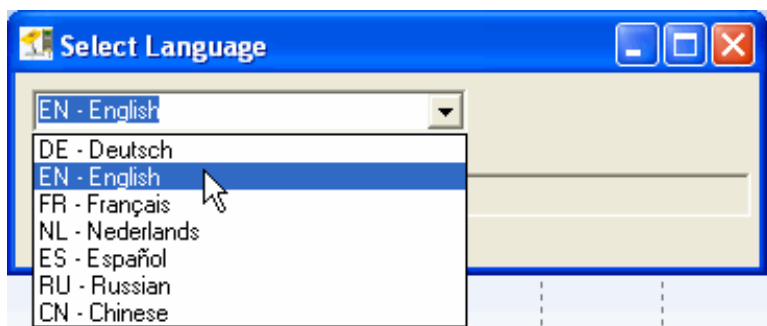 Select Language
EN - English
DE - Deutsch
EN - English
FR - Français
NL - Nederlands
ES - Español
RU - Russian
CN - Chinese